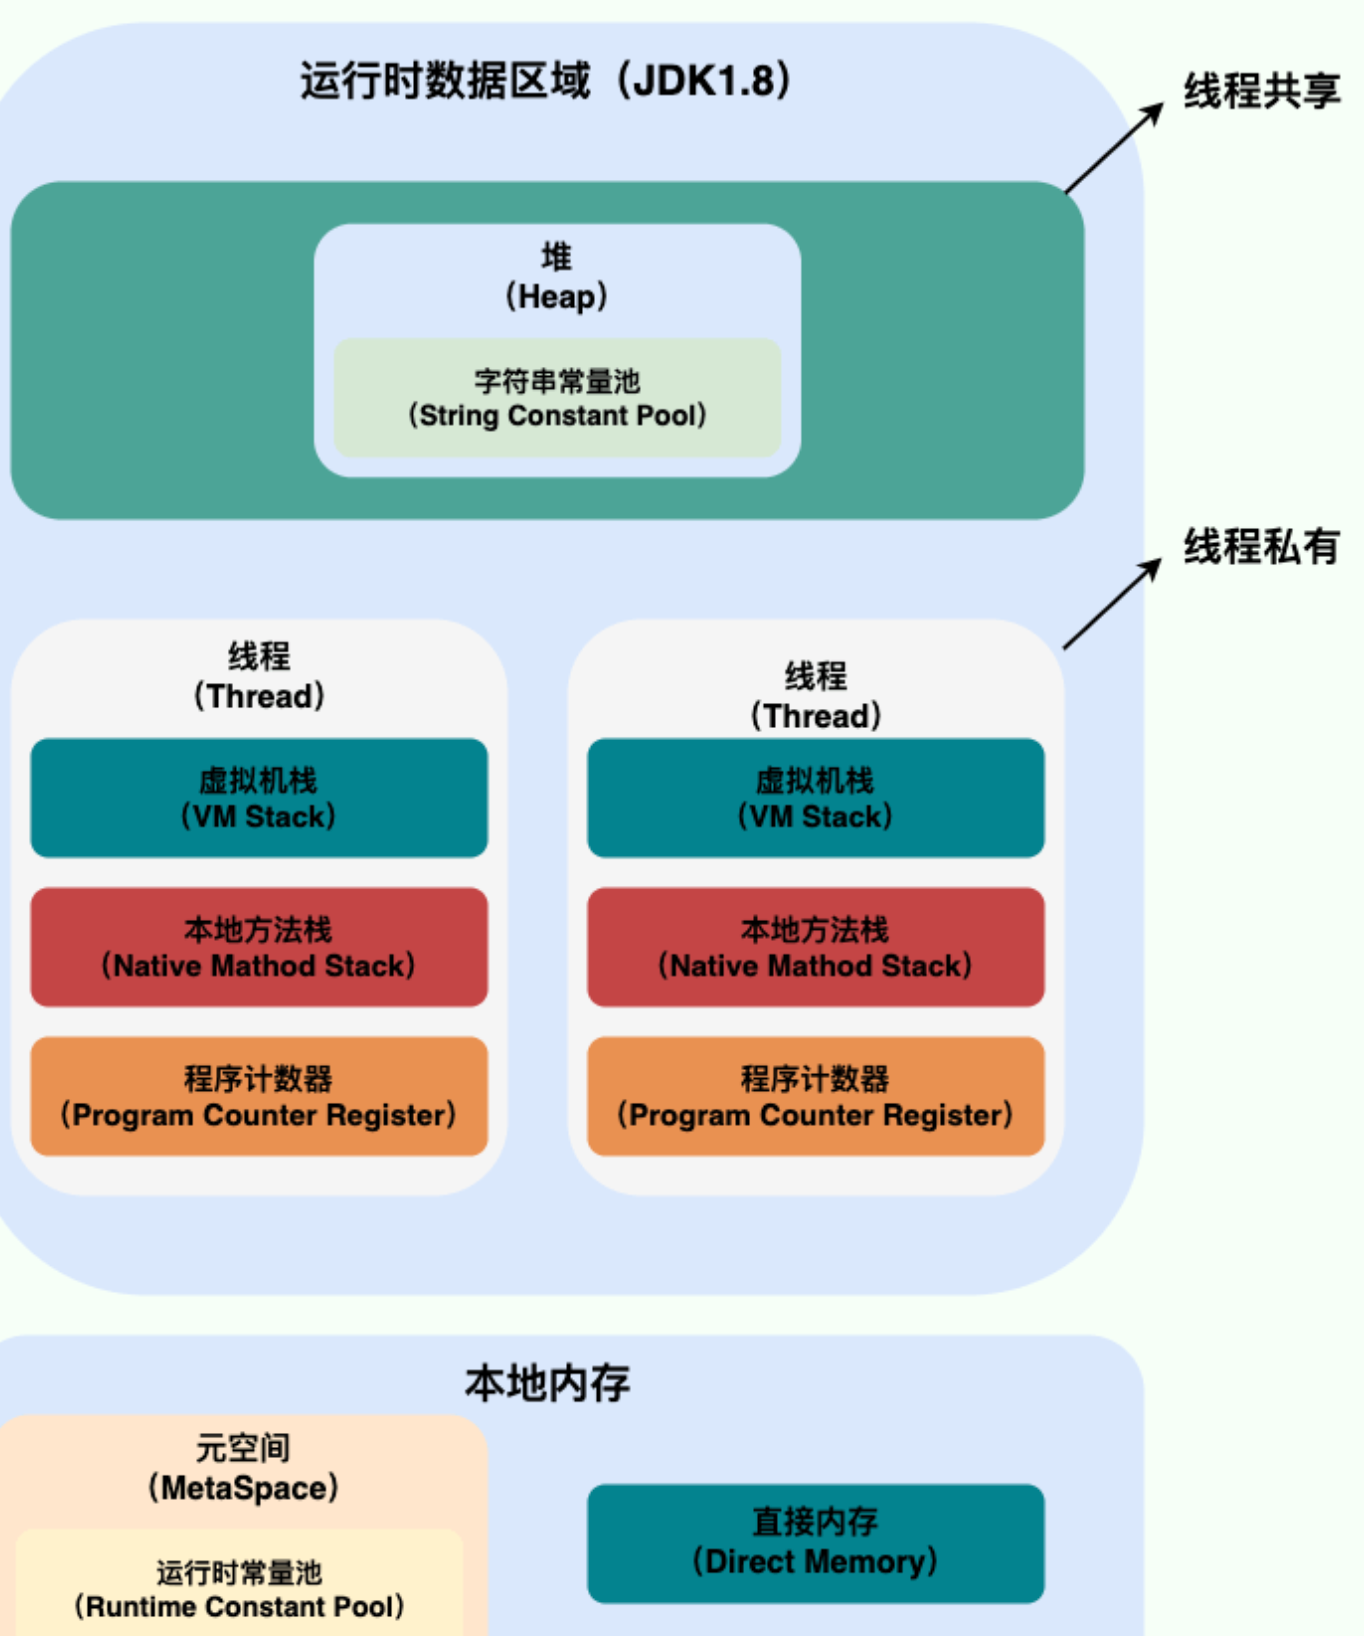 运行时数据区域（JDK1.8）
线程共享
堆
（Heap）
字符串常量池
（String Constant Pool）
线程私有
线程
（Thread）
虚拟机栈
（VM Stack）
本地方法栈
（Native Mathod Stack）
程序计数器
（Program Counter Register）
线程
（Thread）
虚拟机栈
（VM Stack）
本地方法栈
（Native Mathod Stack）
程序计数器
（Program Counter Register）
本地内存
元空间
（MetaSpace）
运行时常量池
（Runtime Constant Pool）
直接内存
（Direct Memory）